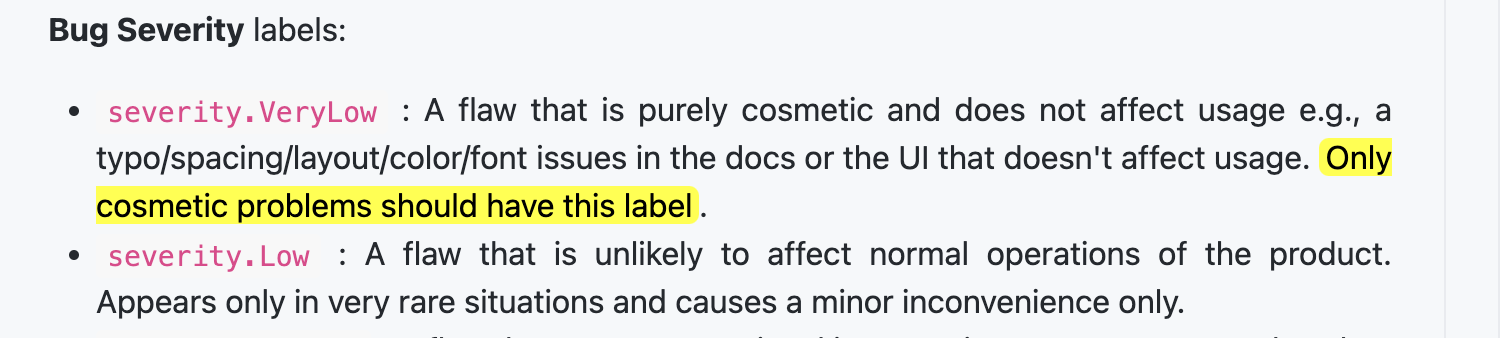 Bug Severity labels:
• severity.VeryLow : A flaw that is purely cosmetic and does not affect usage e.g., a
typo/spacing/layout/color/font issues in the docs or the UI that doesn't affect usage. Only
cosmetic problems should have this label.
• severity.Low : A flaw that is unlikely to affect normal operations of the product.
Appears only in very rare situations and causes a minor inconvenience only.